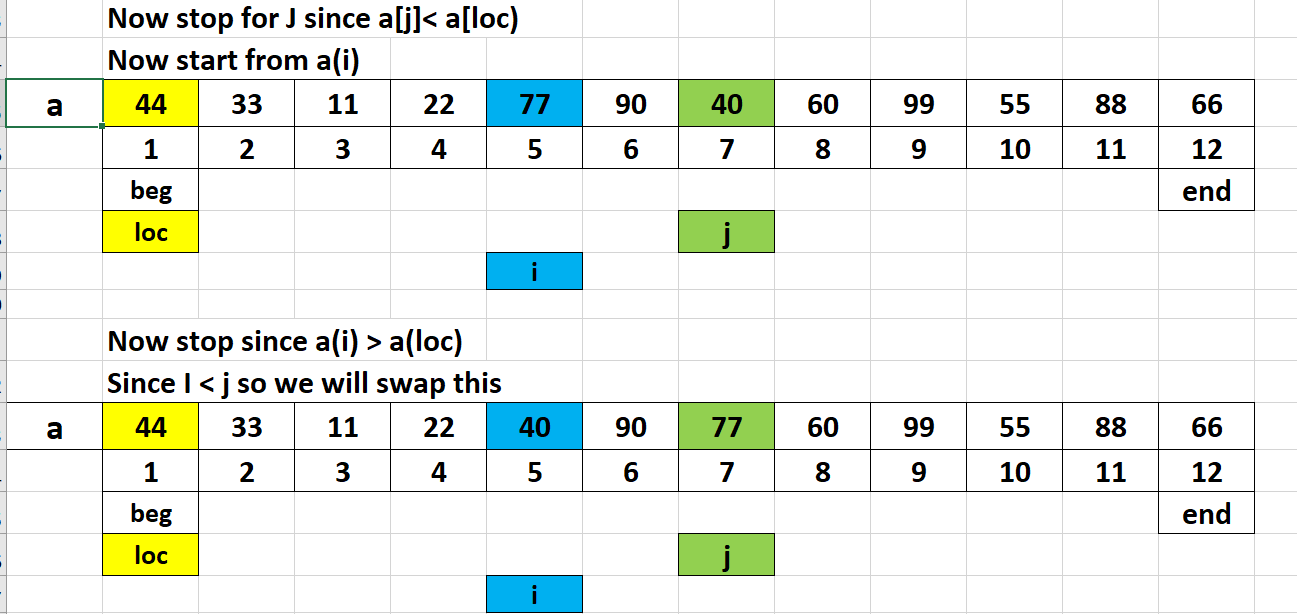 Now stop for J since a[j]< a[loc)
Now start from a(i)
a 44 33 11 22 77 90 40 60 99 55 88 66
1 2 3 4 5 6 7 8 9 10 11 12
beg end
loc j
i
Now stop since a(i) > a(loc)
Since I < j so we will swap this
a 44 33 11 22 40 90 77 60 99 55 88 66
1 2 3 4 5 6 7 8 9 10 11 12
beg end
loc j
i